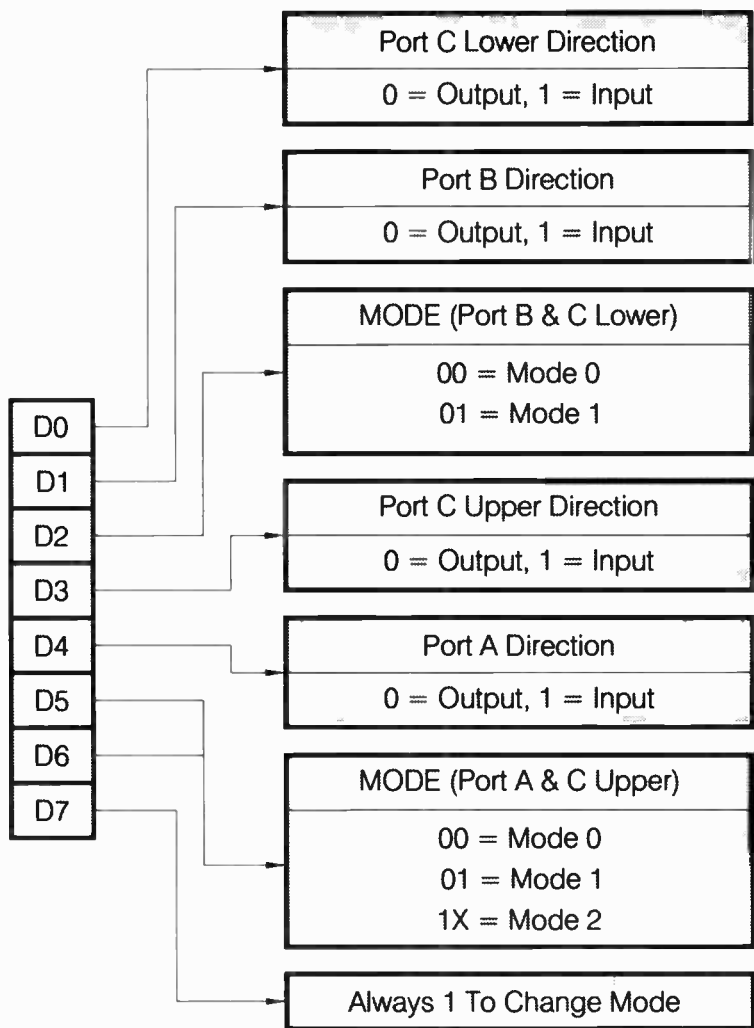 Port C Lower Direction
0 = Output, 1 = Input
Port B Direction
0 = Output, 1 = Input
MODE (Port B & C Lower)
00 = Mode 0
01 = Mode 1
Port C Upper Direction
0 = Output, 1 = Input
Port A Direction
0 = Output, 1 = Input
MODE (Port A & C Upper)
00 = Mode 0
01 = Mode 1
1X = Mode 2
Always 1 To Change Mode
D0
D1
D2
D3
D4
D5
D6
D7